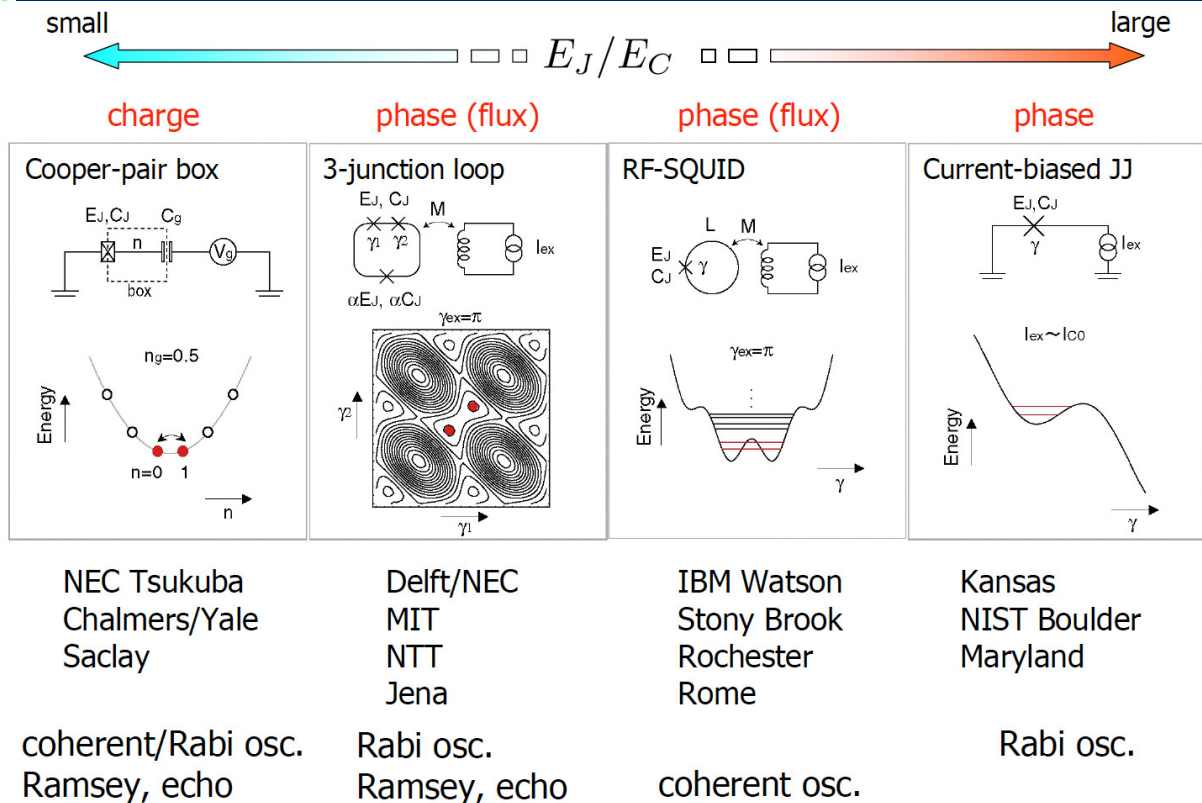 small
large
E_J/E_C
charge
phase (flux)
phase (flux)
phase
Cooper-pair box
EJ,CJ
Cg
n
Vg
box
ng=0.5
Energy
n=0
1
n
3-junction loop
EJ, CJ
M
γ1
γ2
Iex
αEJ, αCJ
γex=π
γ2
γ1
RF-SQUID
L
M
EJ
CJ
γ
Iex
γex=π
Energy
γ
Current-biased JJ
EJ,CJ
γ
Iex
Iex~IC0
Energy
γ
NEC Tsukuba
Chalmers/Yale
Saclay
Delft/NEC
MIT
NTT
Jena
IBM Watson
Stony Brook
Rochester
Rome
Kansas
NIST Boulder
Maryland
coherent/Rabi osc.
Ramsey, echo
Rabi osc.
Ramsey, echo
coherent osc.
Rabi osc.